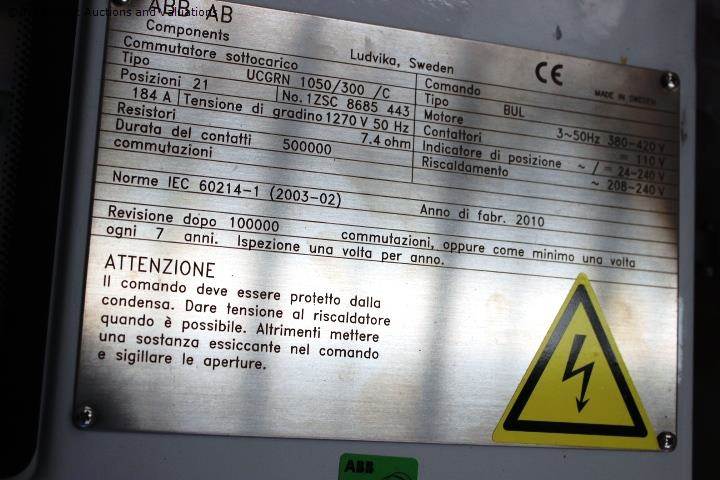 Auctions and Valuation
ABB AB
Components
Ludvika, Sweden
CE
MADE IN SWEDEN
Commutatore sottocarico
Tipo UCGRN 1050/300 /C
Posizioni 21 No. 1ZSC 8685 443
184 A Tensione di gradino 1270 V 50 Hz
Resistori 7.4 ohm
Durata del contatti 500000
commutazioni
Comando
Tipo BUL
Motore 3~50Hz 380-420 V
Contattori = 110 V
Indicatore di posizione ~ / = 24-240 V
Riscaldamento ~ 208-240 V
Norme IEC 60214-1 (2003-02) Anno di fabr. 2010
Revisione dopo 100000 commutazioni, oppure come minimo una volta
ogni 7 anni. Ispezione una volta per anno.
ATTENZIONE
Il comando deve essere protetto dalla
condensa. Dare tensione al riscaldatore
quando è possibile. Altrimenti mettere
una sostanza essiccante nel comando
e sigillare le aperture.
ABB